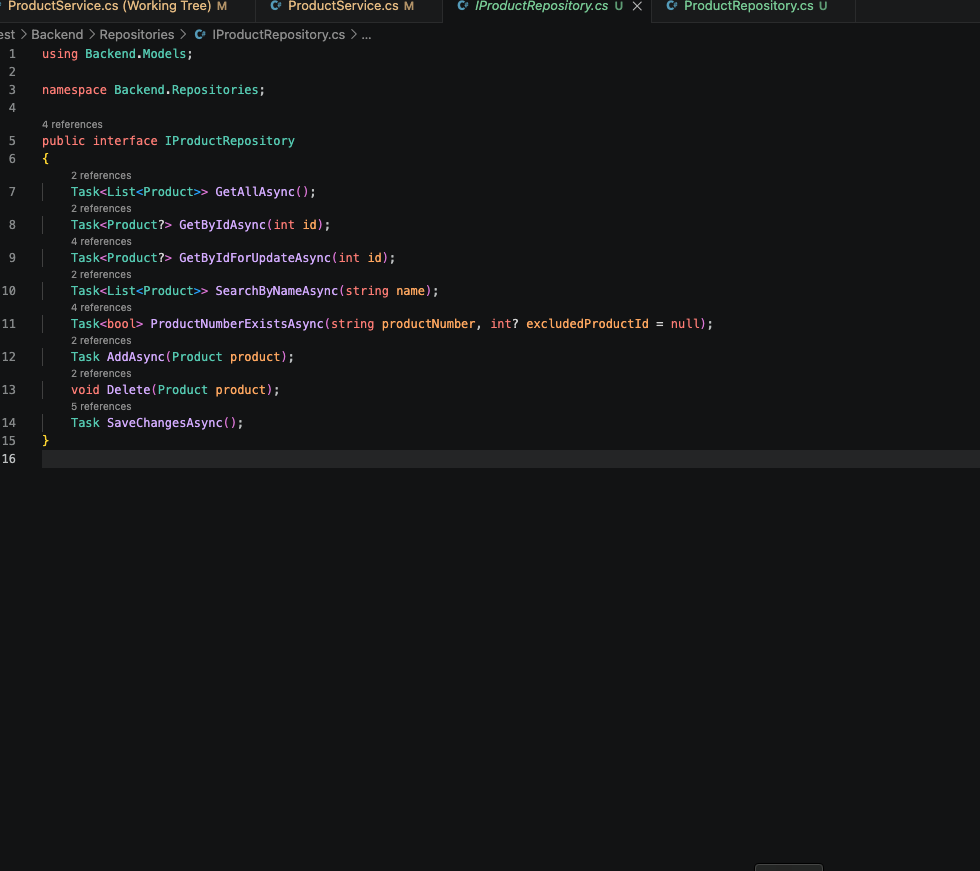 ProductService.cs (Working Tree) M ProductService.cs M IProductRepository.cs U ProductRepository.cs U
est > Backend > Repositories > IProductRepository.cs > ...
1 using Backend.Models;
2
3 namespace Backend.Repositories;
4
4 references
5 public interface IProductRepository
6 {
2 references
7 Task<List<Product>> GetAllAsync();
2 references
8 Task<Product?> GetByIdAsync(int id);
4 references
9 Task<Product?> GetByIdForUpdateAsync(int id);
2 references
10 Task<List<Product>> SearchByNameAsync(string name);
4 references
11 Task<bool> ProductNumberExistsAsync(string productNumber, int? excludedProductId = null);
2 references
12 Task AddAsync(Product product);
2 references
13 void Delete(Product product);
5 references
14 Task SaveChangesAsync();
15 }
16